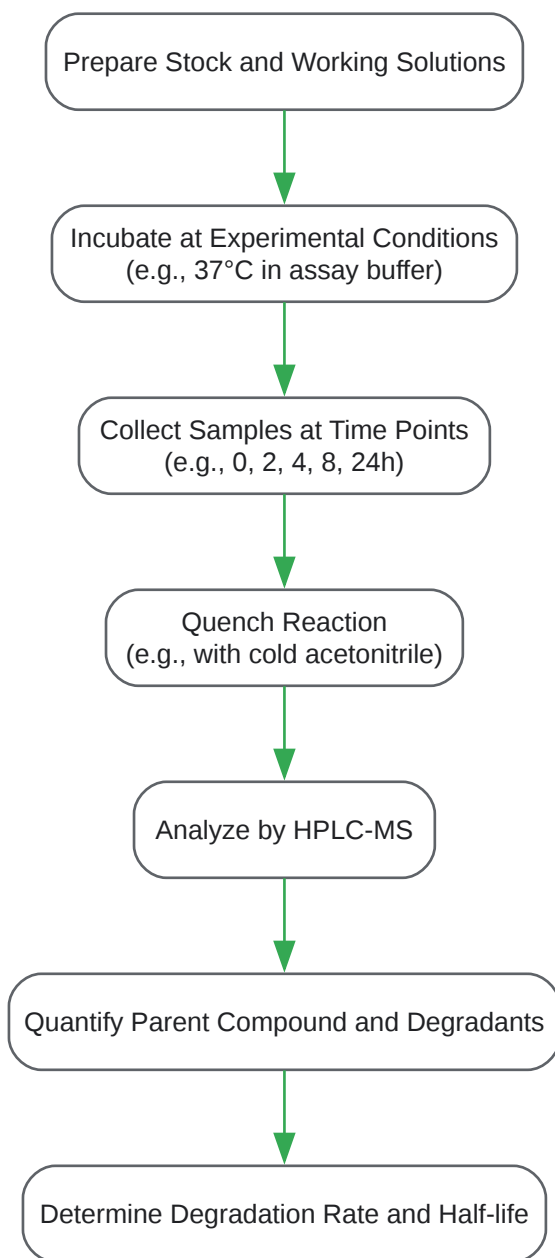 Prepare Stock and Working Solutions
Incubate at Experimental Conditions
(e.g., 37°C in assay buffer)
Collect Samples at Time Points
(e.g., 0, 2, 4, 8, 24h)
Quench Reaction
(e.g., with cold acetonitrile)
Analyze by HPLC-MS
Quantify Parent Compound and Degradants
Determine Degradation Rate and Half-life